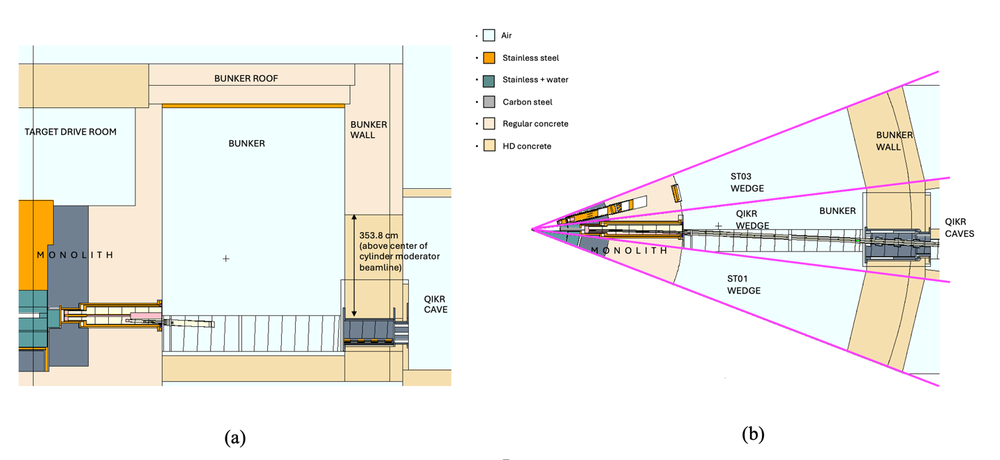 BUNKER ROOF
TARGET DRIVE ROOM
BUNKER
WALL
BUNKER
MONOLITH
353.8 cm
(above center of
cylinder moderator
beamline)
QIKR
CAVE
(a)
Air
Stainless steel
Stainless + water
Carbon steel
Regular concrete
HD concrete
BUNKER
WALL
ST03
WEDGE
QIKR
WEDGE
BUNKER
QIKR
CAVES
MONOLITH
ST01
WEDGE
(b)